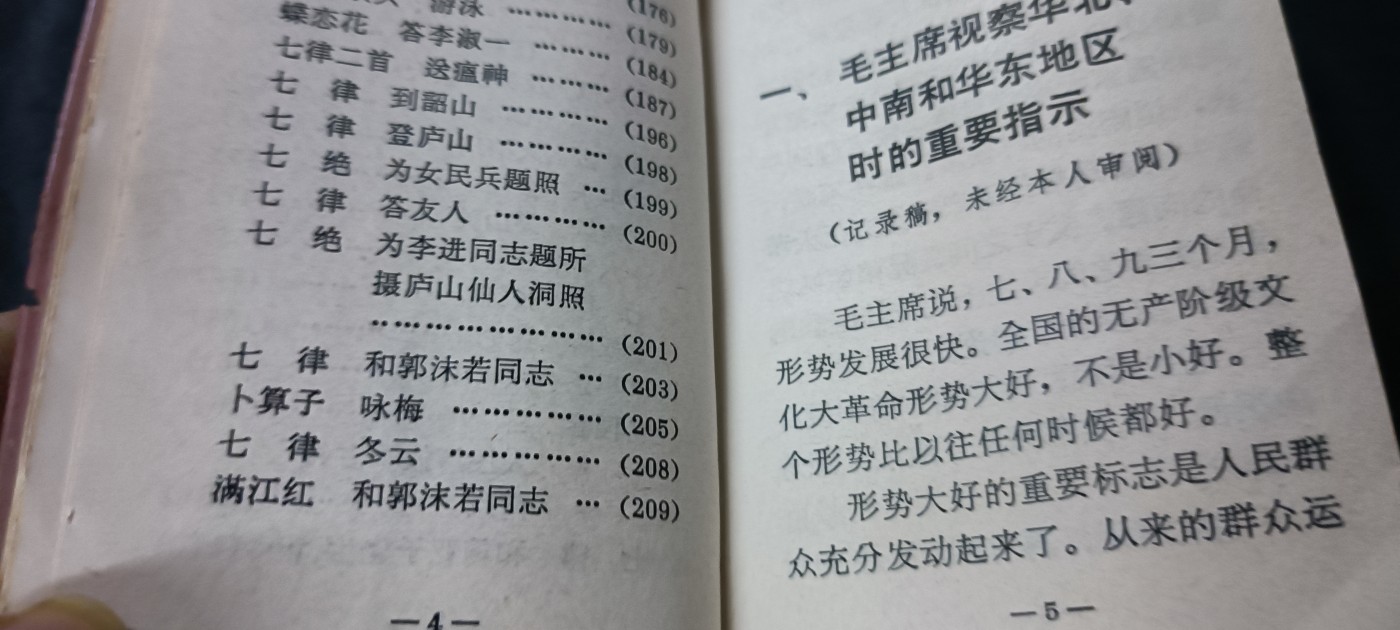 (176)
游泳 ………… (179)
蝶恋花 答李淑一 ……… (184)
七律二首 送瘟神 ……… (187)
七 律 到韶山 ………… (196)
七 律 登庐山 ………… (198)
七 绝 为女民兵题照 … (199)
七 律 答友人 ………… (200)
七 绝 为李进同志题所
摄庐山仙人洞照
……………………… (201)
七 律 和郭沫若同志 … (203)
卜算子 咏梅 ……………… (205)
七 律 冬云 ……………… (208)
满江红 和郭沫若同志 … (209)
—4—
一、 毛主席视察华北、
中南和华东地区
时的重要指示
（记录稿，未经本人审阅）
毛主席说，七、八、九三个月，
形势发展很快。全国的无产阶级文
化大革命形势大好，不是小好。整
个形势比以往任何时候都好。
形势大好的重要标志是人民群
众充分发动起来了。从来的群众运
—5—